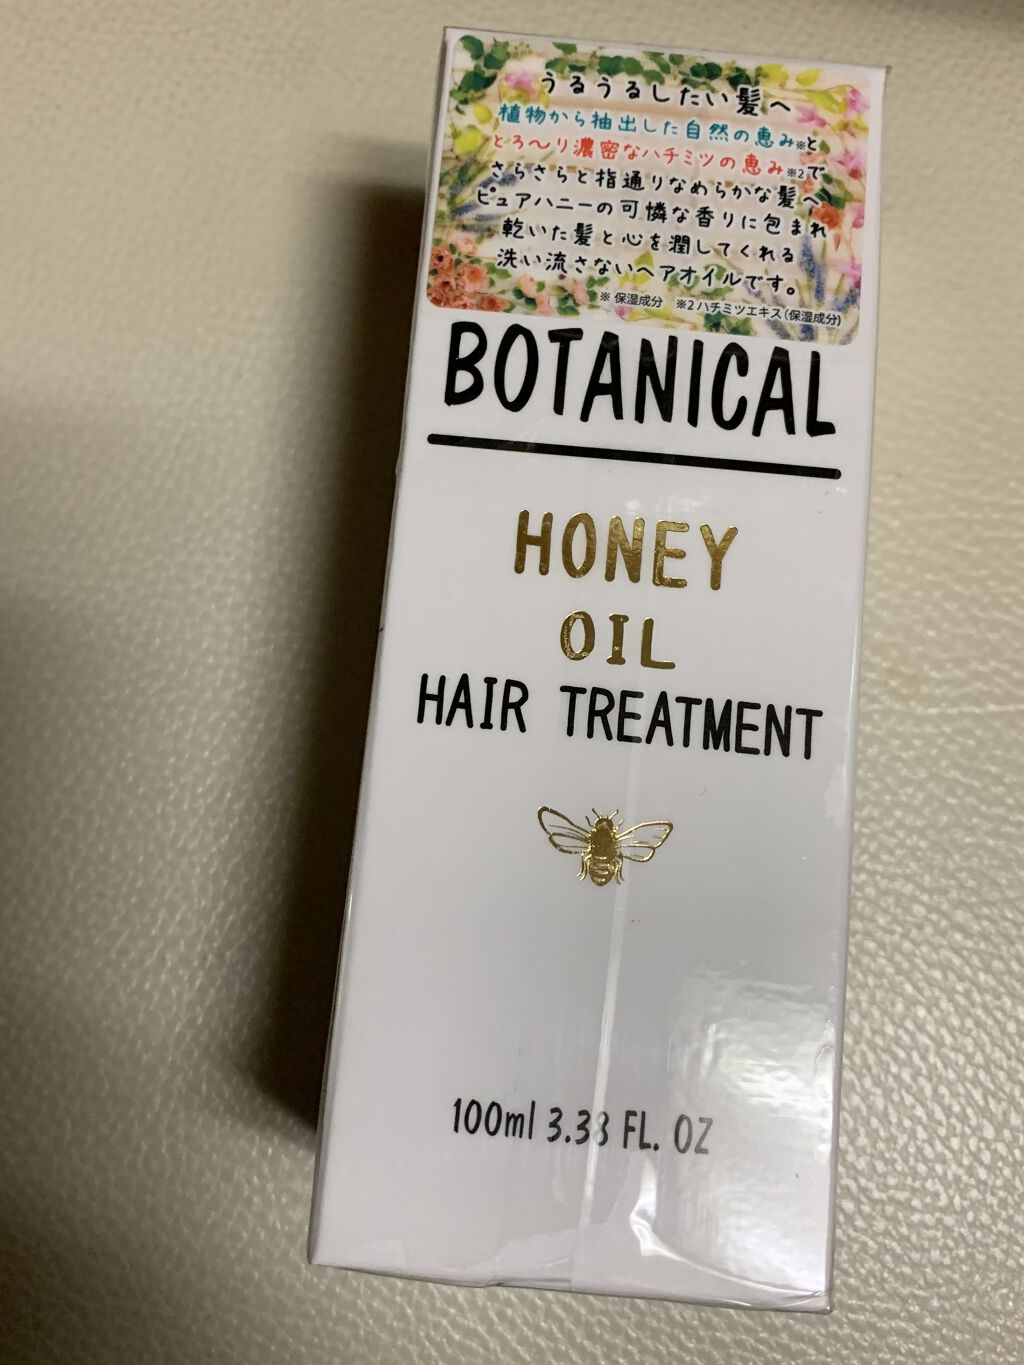 うるうるしたい髪へ
植物から抽出した自然の恵み※と
とろ〜り濃密なハチミツの恵み※2で
さらさらと指通りなめらかな髪へ
ピュアハニーの可憐な香りに包まれ
乾いた髪と心を潤してくれる
洗い流さないヘアオイルです。
※ 保湿成分　※2 ハチミツエキス(保湿成分)
BOTANICAL
HONEY
OIL
HAIR TREATMENT
100ml 3.38 FL. OZ